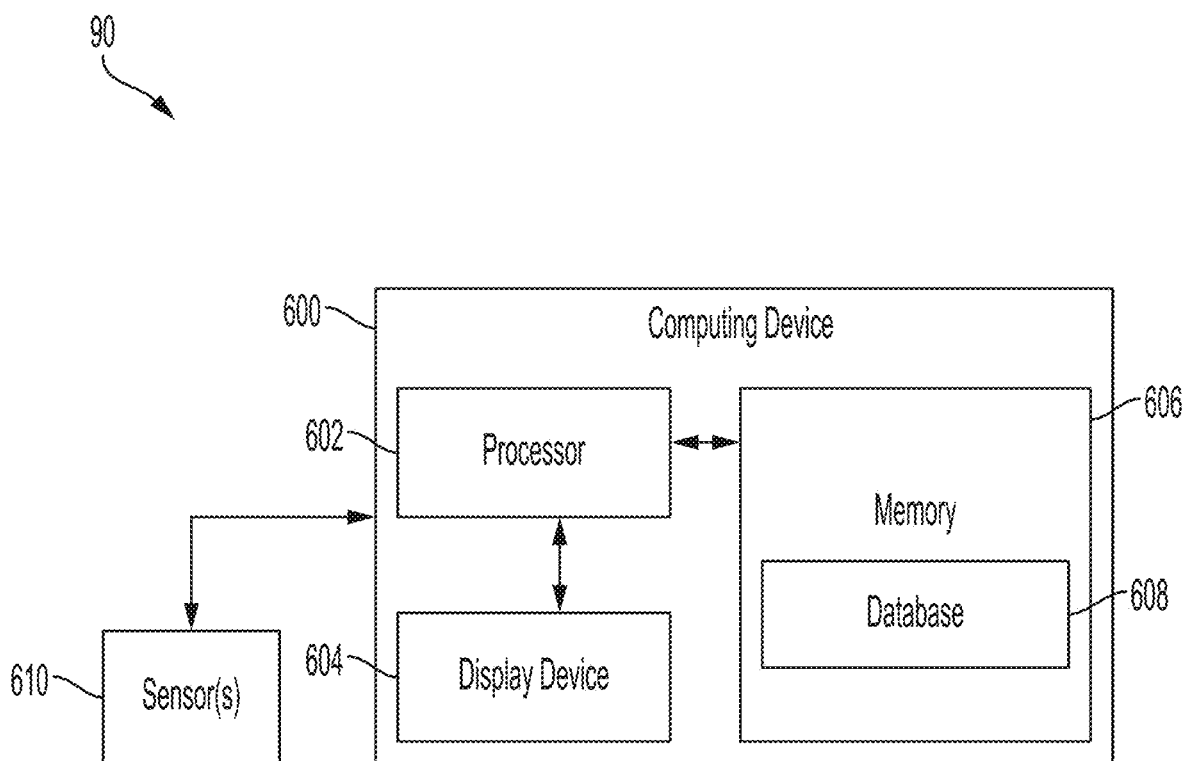 90
600
Computing Device
606
602
Processor
Memory
Database
608
604
Display Device
610
Sensor(s)